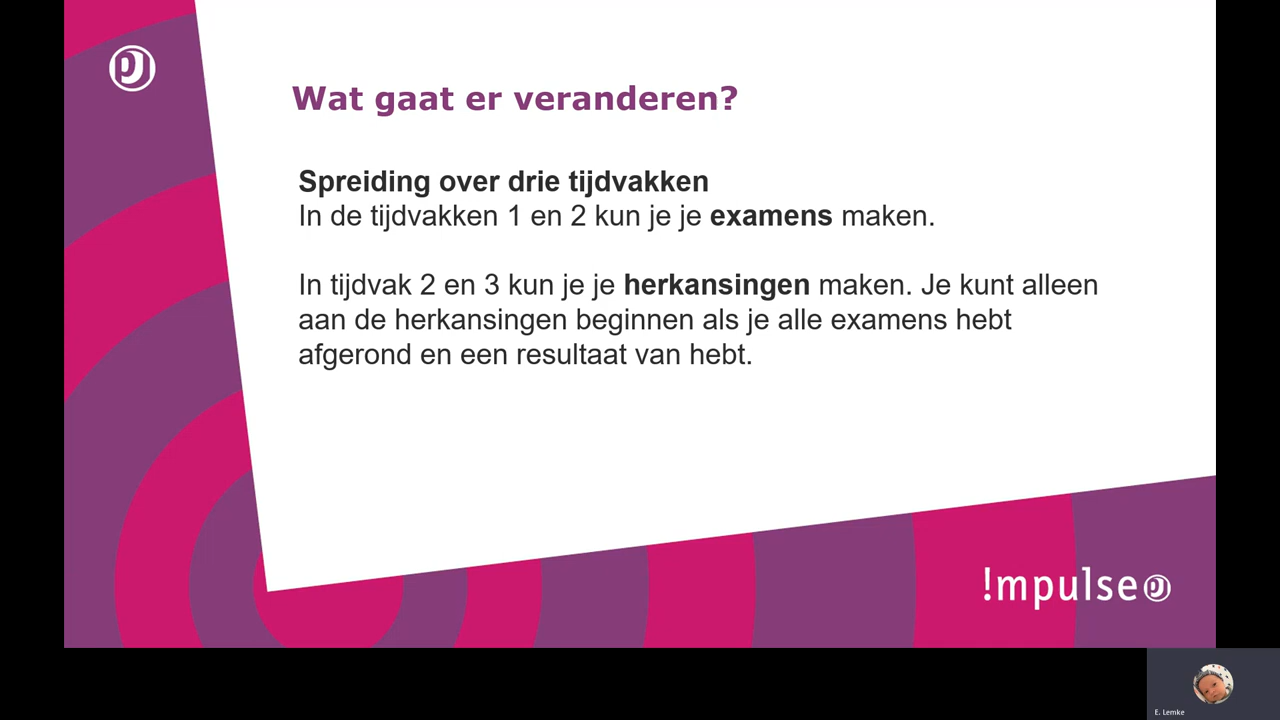 Wat gaat er veranderen?
Spreiding over drie tijdvakken
In de tijdvakken 1 en 2 kun je je examens maken.
In tijdvak 2 en 3 kun je je herkansingen maken. Je kunt alleen
aan de herkansingen beginnen als je alle examens hebt
afgerond en een resultaat van hebt.
!mpulse
E. Lemke